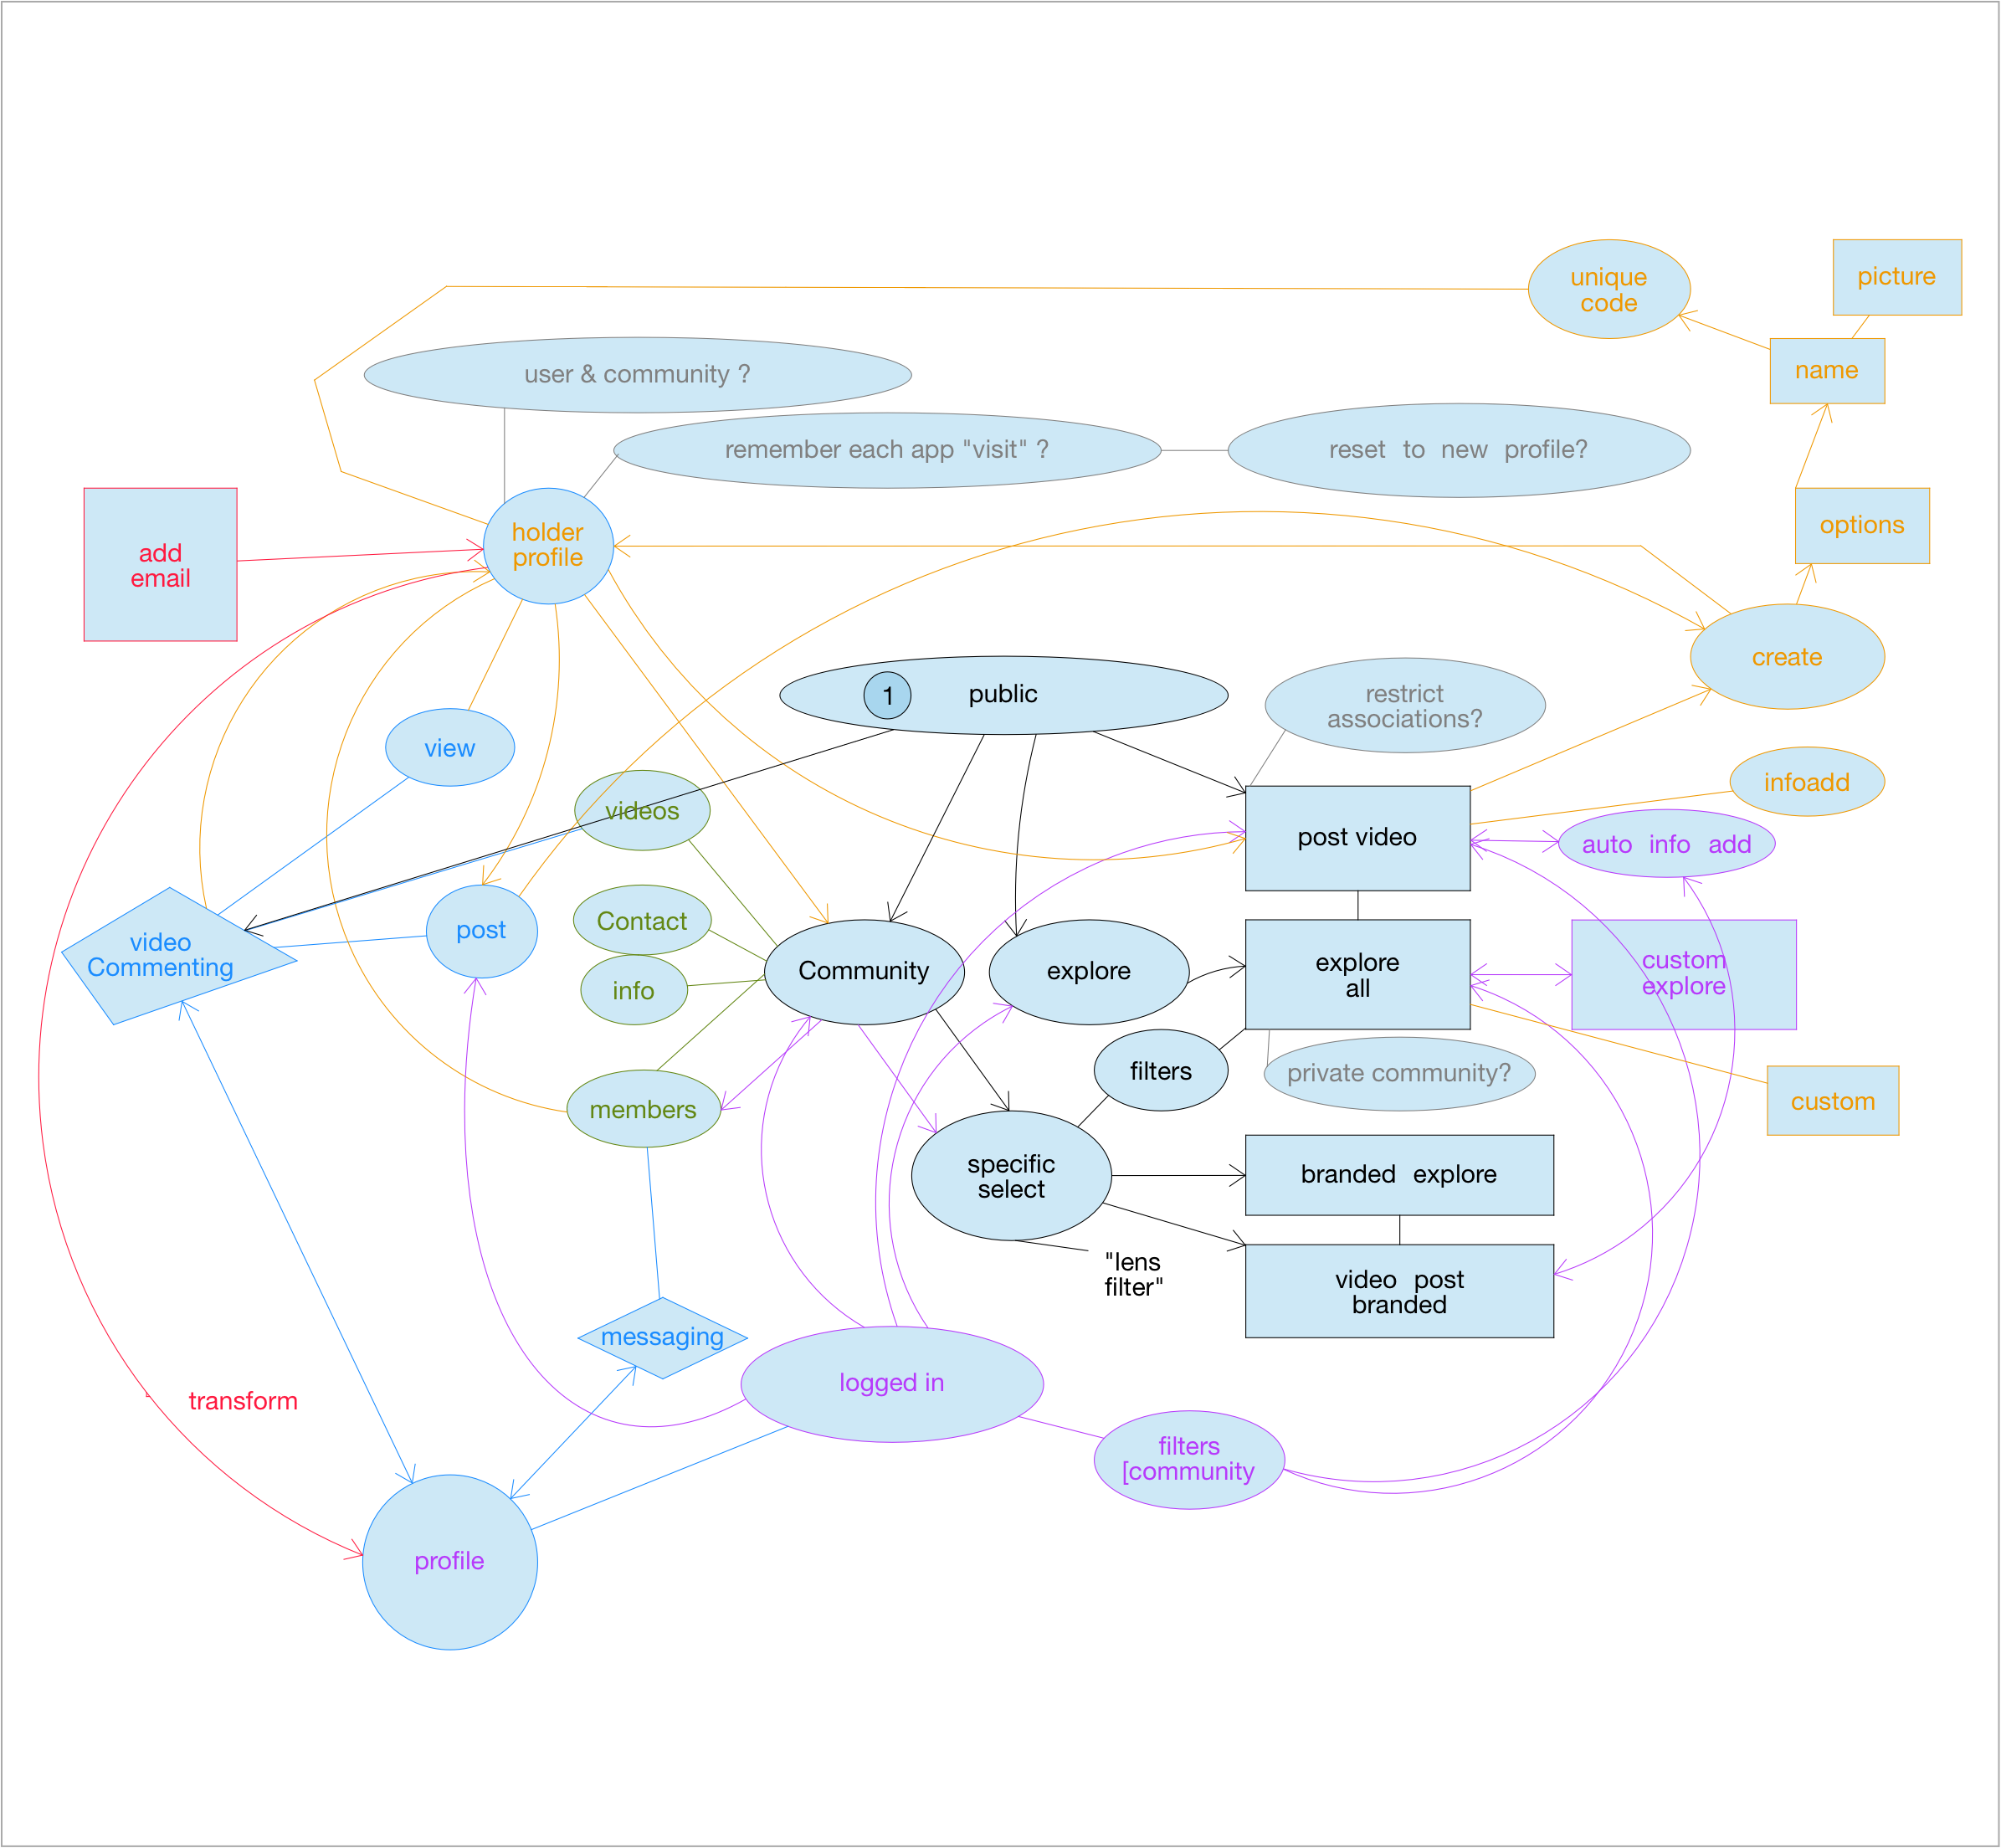 unique
code
picture
name
user & community ?
remember each app "visit" ?
reset to new profile?
holder
profile
options
add
email
create
1
public
restrict
associations?
view
infoadd
videos
post video
auto info add
Contact
post
video
Commenting
Community
explore
explore
all
custom
explore
info
filters
private community?
custom
members
specific
select
branded explore
"lens
filter"
video post
branded
messaging
logged in
transform
filters
[community
profile